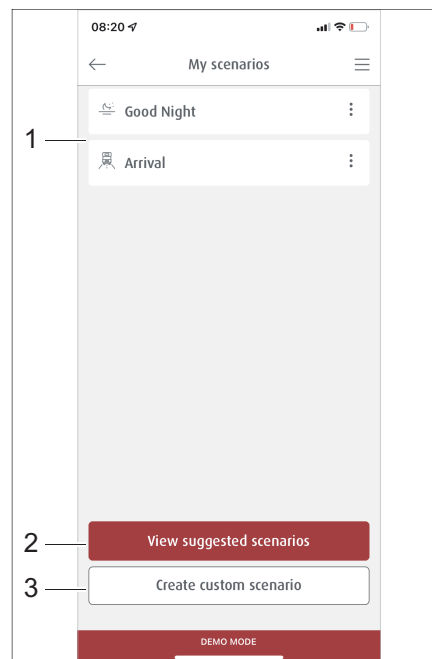 08:20
My scenarios
Good Night
1
Arrival
2
View suggested scenarios
3
Create custom scenario
DEMO MODE